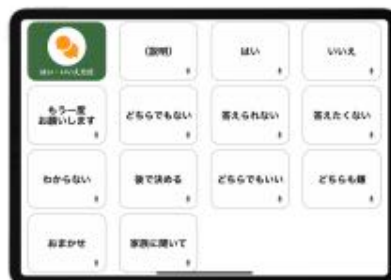 はい・いいえ方式
(説明)
はい
いいえ
もう一度
お願いします
どちらでもない
答えられない
答えたくない
わからない
後で決める
どちらでもいい
どちらも嫌
おまかせ
家族に聞いて